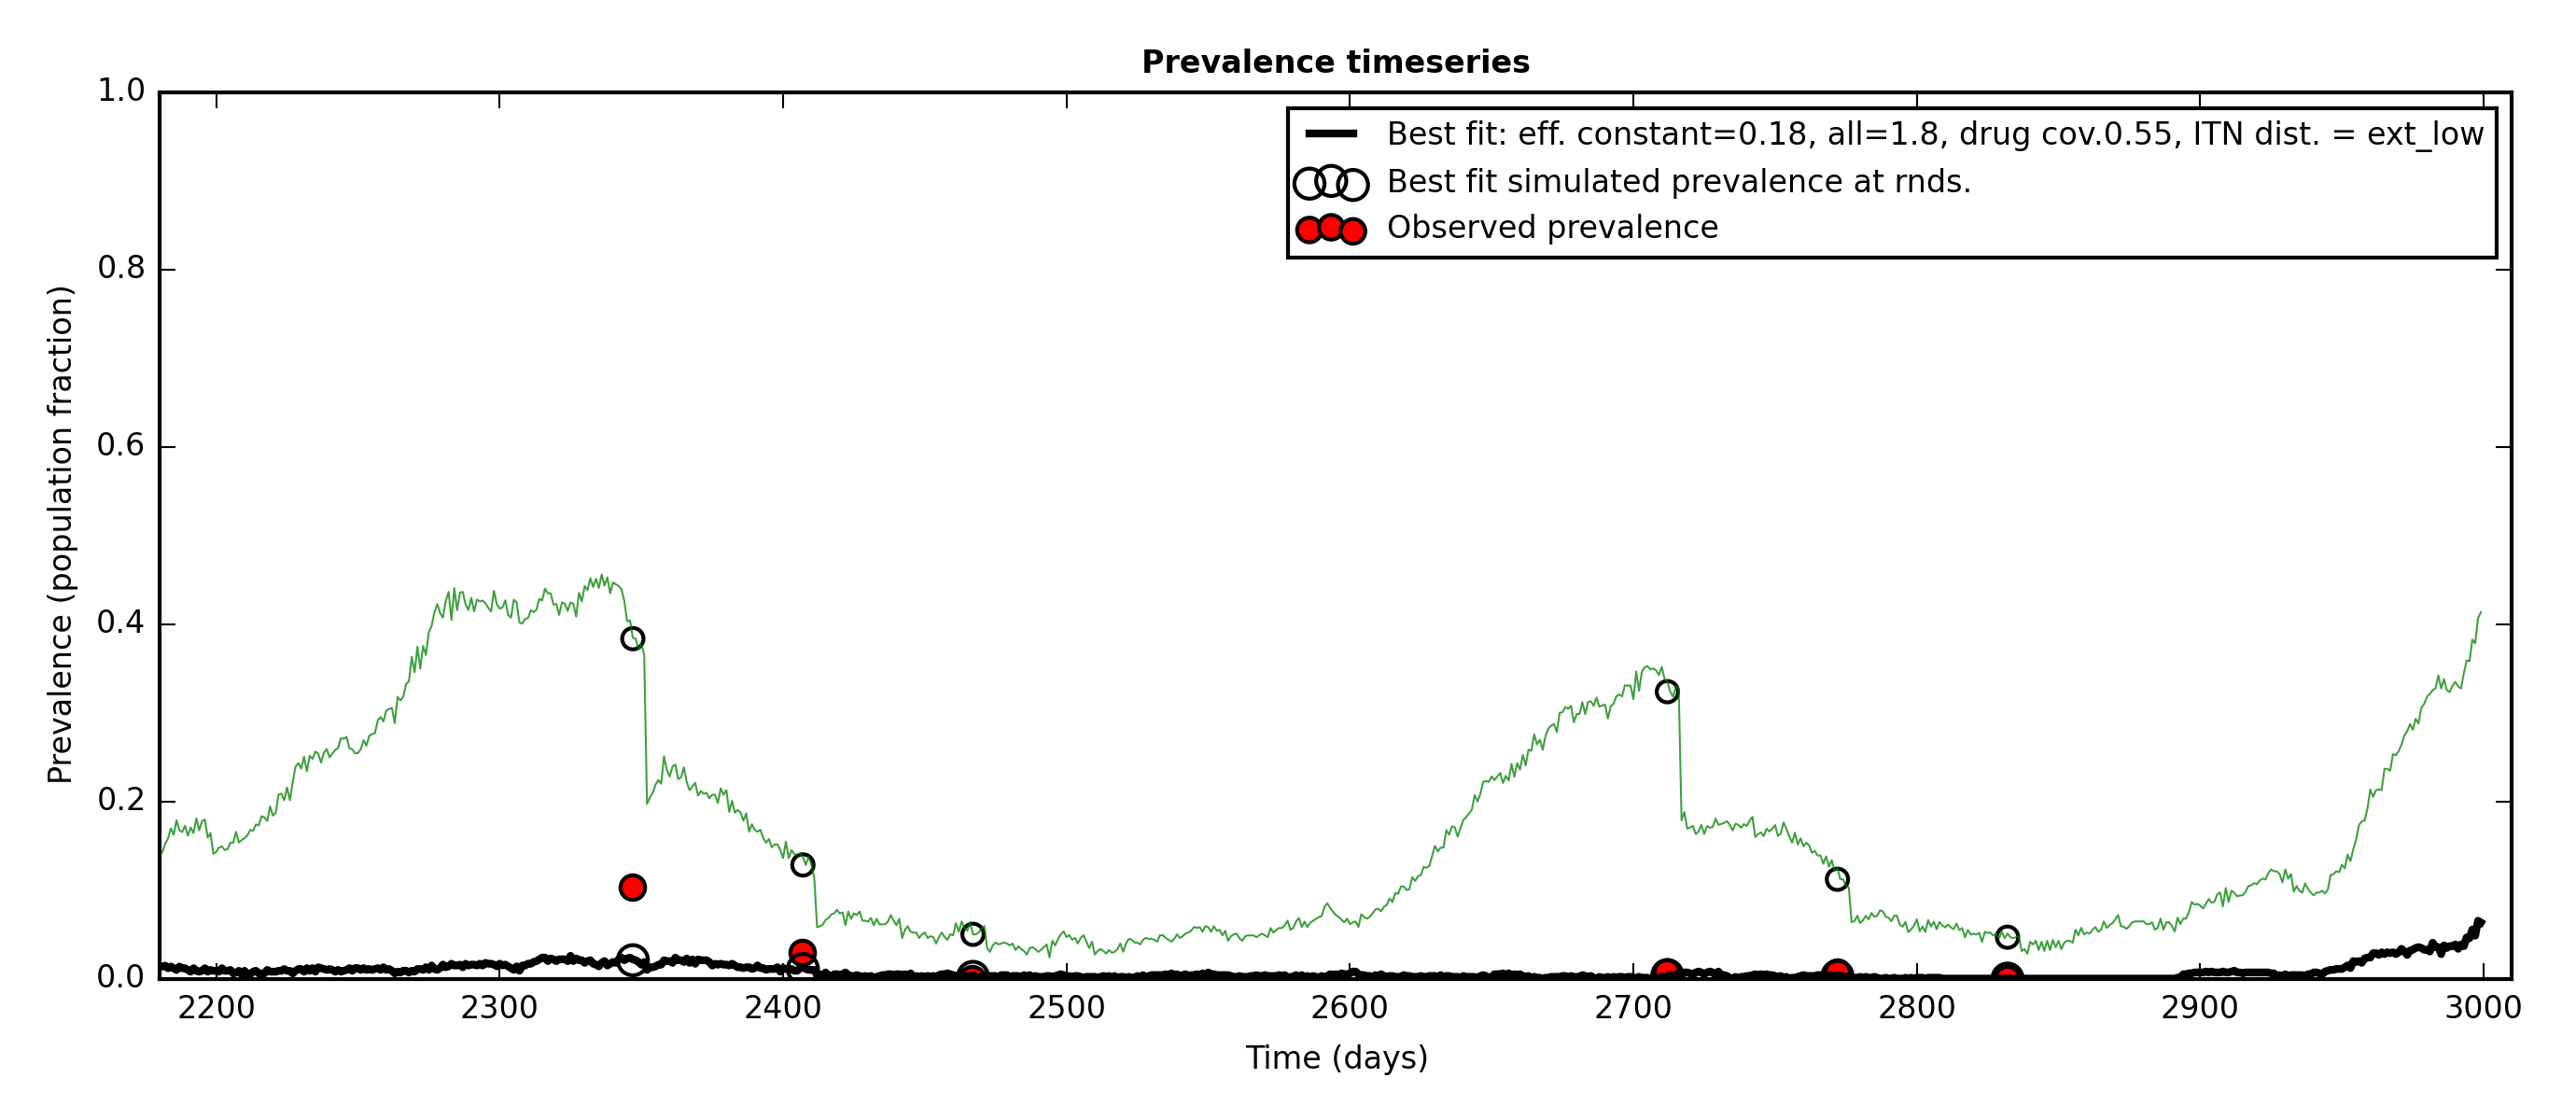 Prevalence timeseries
1.0
0.8
0.6
0.4
0.2
0.0
Prevalence (population fraction)
Best fit: eff. constant=0.18, all=1.8, drug cov.0.55, ITN dist. = ext_low
Best fit simulated prevalence at rnds.
Observed prevalence
2200 2300 2400 2500 2600 2700 2800 2900 3000
Time (days)